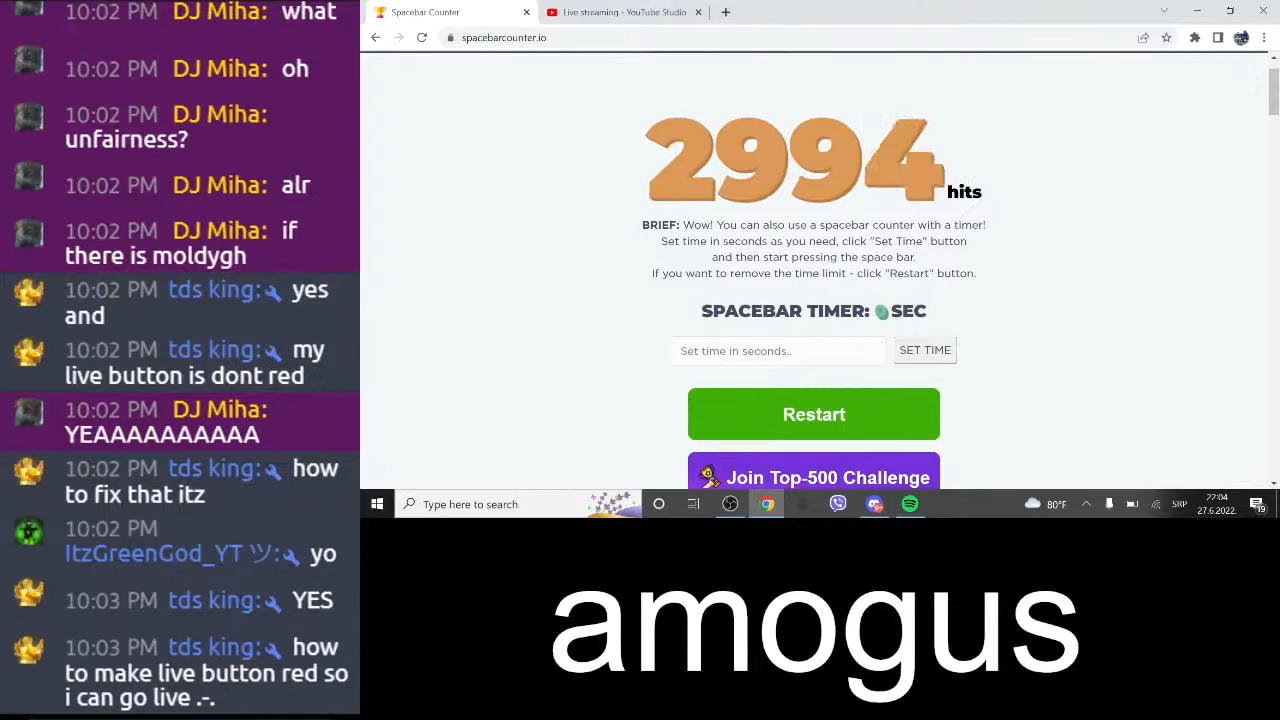 10:02 PM DJ Miha: what
10:02 PM DJ Miha: oh
10:02 PM DJ Miha:
unfairness?
10:02 PM DJ Miha: alr
10:02 PM DJ Miha: if
there is moldygh
10:02 PM tds king: yes
and
10:02 PM tds king: my
live button is dont red
10:02 PM DJ Miha:
YEAAAAAAAAAA
10:02 PM tds king: how
to fix that itz
10:02 PM
ItzGreenGod_YT ツ: yo
10:03 PM tds king: YES
10:03 PM tds king: how
to make live button red so
i can go live .-.
Spacebar Counter
Live streaming - YouTube Studio
spacebarcounter.io
2994 hits
BRIEF: Wow! You can also use a spacebar counter with a timer!
Set time in seconds as you need, click "Set Time" button
and then start pressing the space bar.
If you want to remove the time limit - click "Restart" button.
SPACEBAR TIMER: 0 SEC
Set time in seconds..
SET TIME
Restart
Join Top-500 Challenge
Type here to search
80°F
SRP
22:04
27.6.2022.
19
amogus